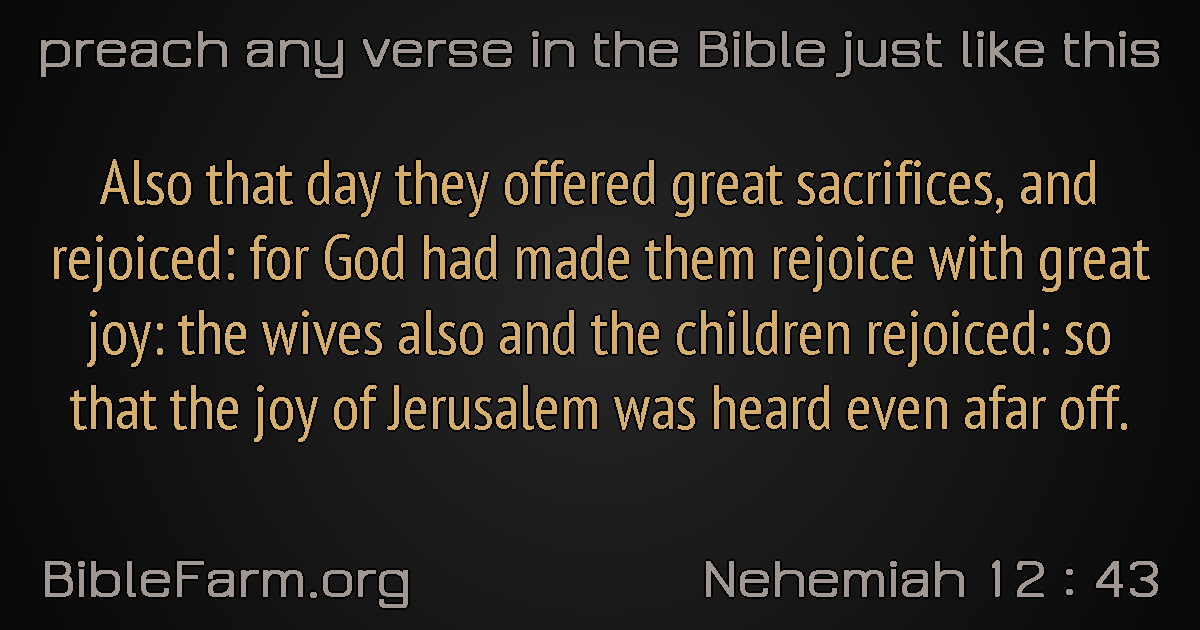 preach any verse in the Bible just like this
Also that day they offered great sacrifices, and
rejoiced: for God had made them rejoice with great
joy: the wives also and the children rejoiced: so
that the joy of Jerusalem was heard even afar off.
BibleFarm.org
Nehemiah 12 : 43